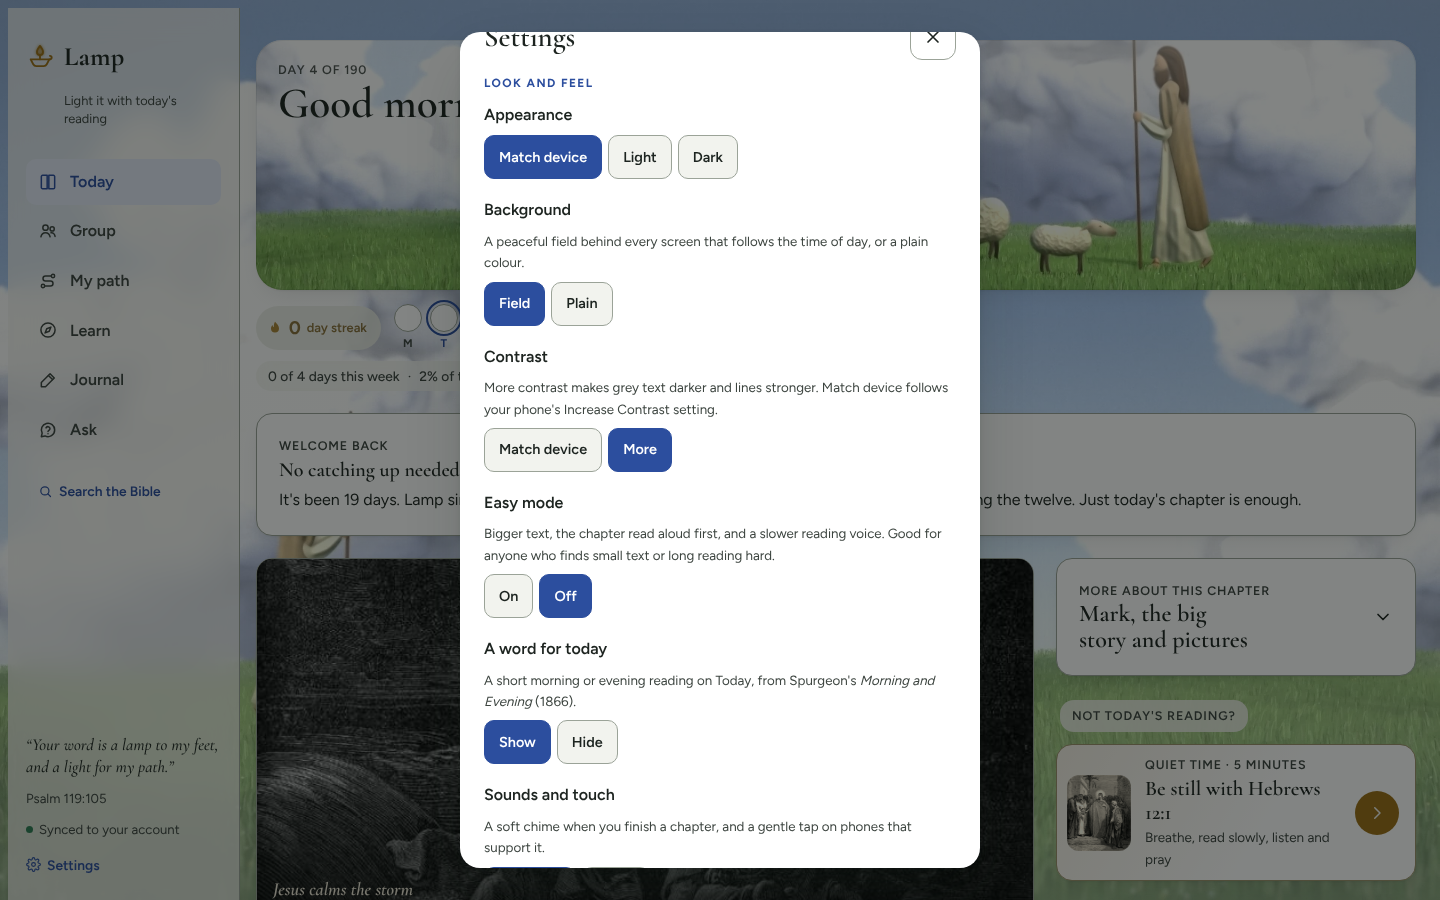 Lamp
Light it with today's
reading
Today
Group
My path
Learn
Journal
Ask
Search the Bible
“Your word is a lamp to my feet,
and a light for my path.”
Psalm 119:105
Synced to your account
Settings
DAY 4 OF 190
Good morn
0 day streak
M
T
0 of 4 days this week · 2% of
WELCOME BACK
No catching up needed
It's been 19 days. Lamp
ng the twelve. Just today's chapter is enough.
Jesus calms the storm
MORE ABOUT THIS CHAPTER
Mark, the big
story and pictures
NOT TODAY'S READING?
QUIET TIME · 5 MINUTES
Be still with Hebrews
12:1
Breathe, read slowly, listen and
pray
Settings
LOOK AND FEEL
Appearance
Match device Light Dark
Background
A peaceful field behind every screen that follows the time of day, or a plain
colour.
Field Plain
Contrast
More contrast makes grey text darker and lines stronger. Match device follows
your phone's Increase Contrast setting.
Match device More
Easy mode
Bigger text, the chapter read aloud first, and a slower reading voice. Good for
anyone who finds small text or long reading hard.
On Off
A word for today
A short morning or evening reading on Today, from Spurgeon's Morning and
Evening (1866).
Show Hide
Sounds and touch
A soft chime when you finish a chapter, and a gentle tap on phones that
support it.